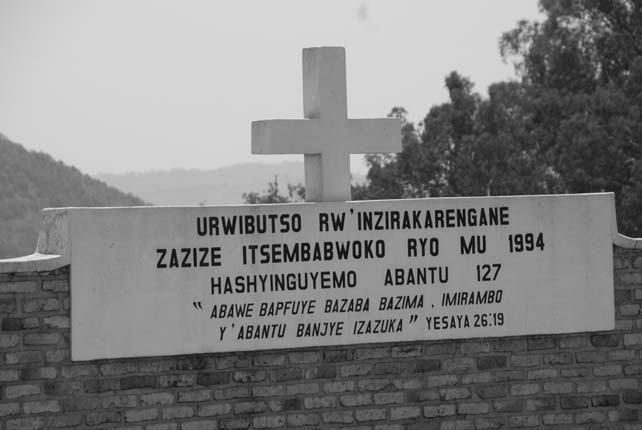 URWIBUTSO RW'INZIRAKARENGANE
ZAZIZE ITSEMBABWOKO RYO MU 1994
HASHYINGUYEMO ABANTU 127
" ABAWE BAPFUYE BAZABA BAZIMA , IMIRAMBO
Y'ABANTU BANJYE IZAZUKA " YESAYA 26:19